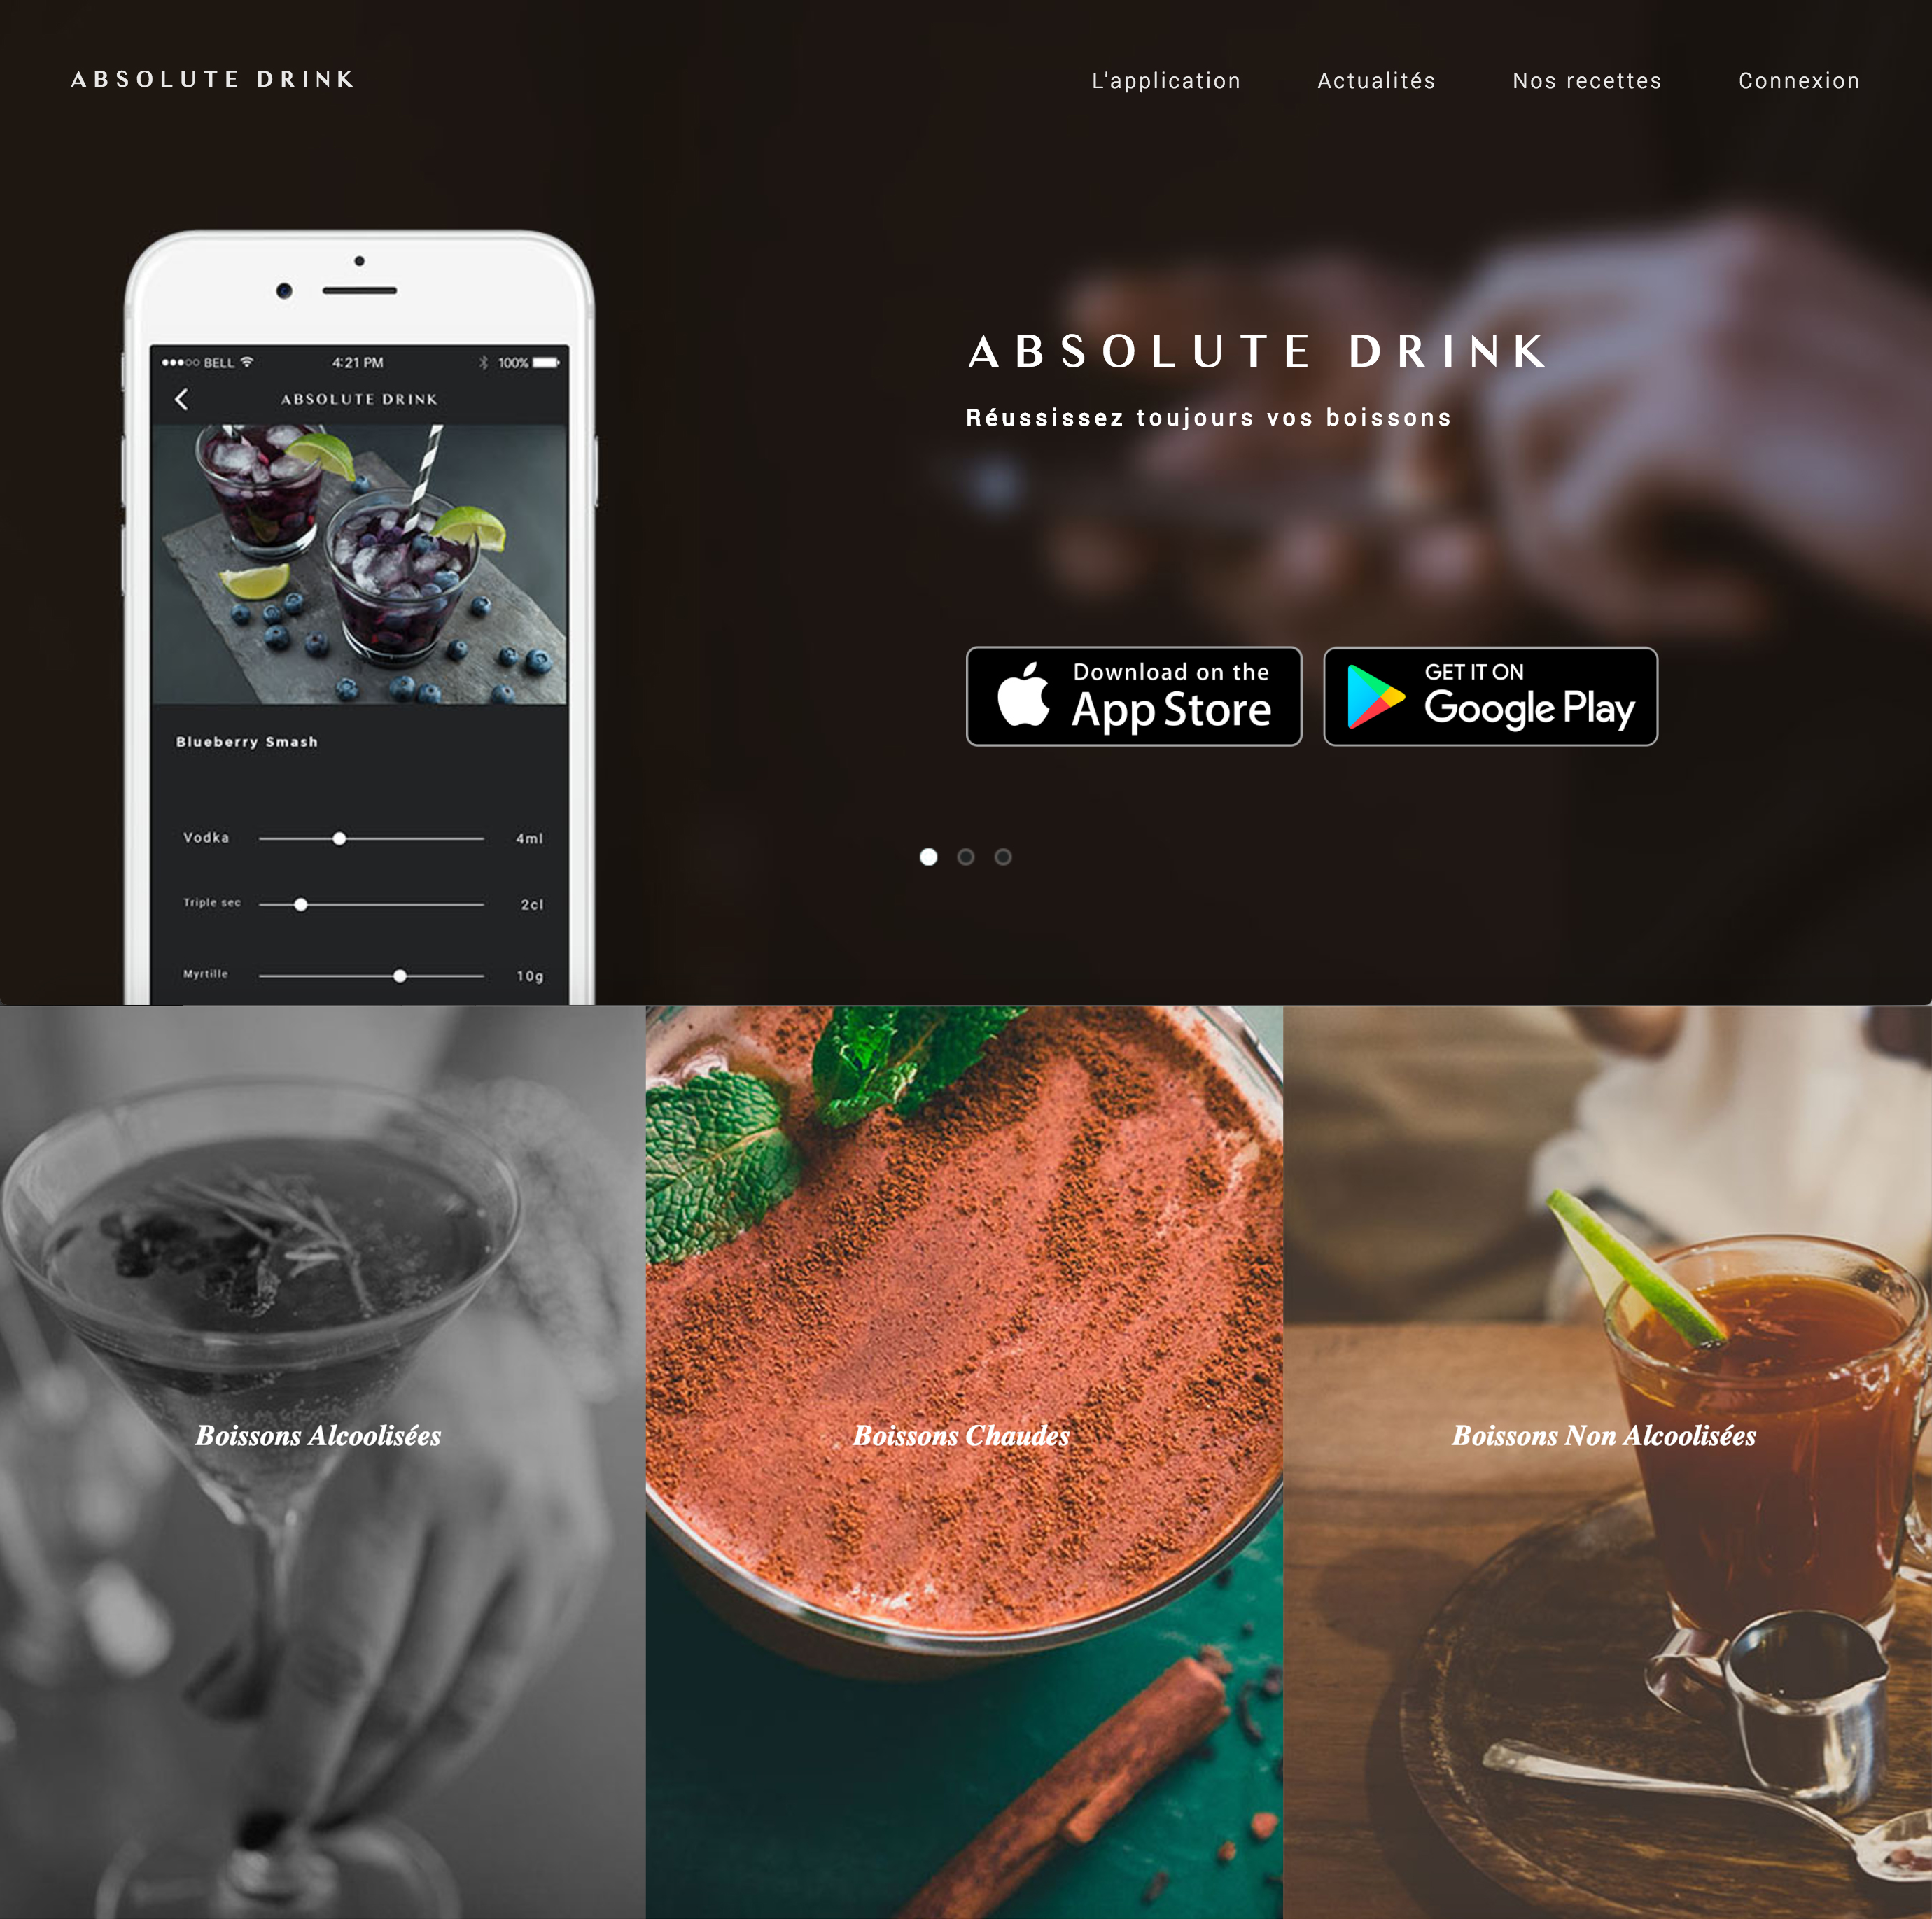 ABSOLUTE DRINK
L'application Actualités Nos recettes Connexion
BELL 4:21 PM 100%
ABSOLUTE DRINK
Blueberry Smash
Vodka 4ml
Triple sec 2cl
Myrtille 10g
ABSOLUTE DRINK
Réussissez toujours vos boissons
Download on the
App Store
GET IT ON
Google Play
Boissons Alcoolisées
Boissons Chaudes
Boissons Non Alcoolisées